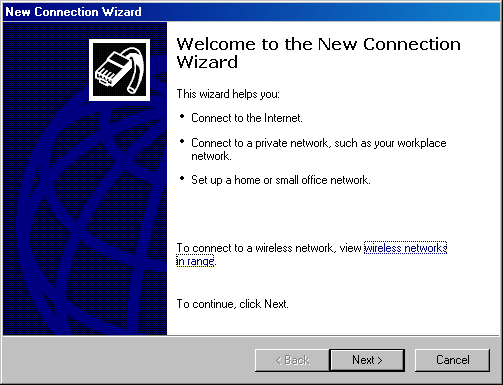 New Connection Wizard
Welcome to the New Connection
Wizard
This wizard helps you:
• Connect to the Internet.
• Connect to a private network, such as your workplace
network.
• Set up a home or small office network.
To connect to a wireless network, view wireless networks
in range.
To continue, click Next.
< Back
Next >
Cancel